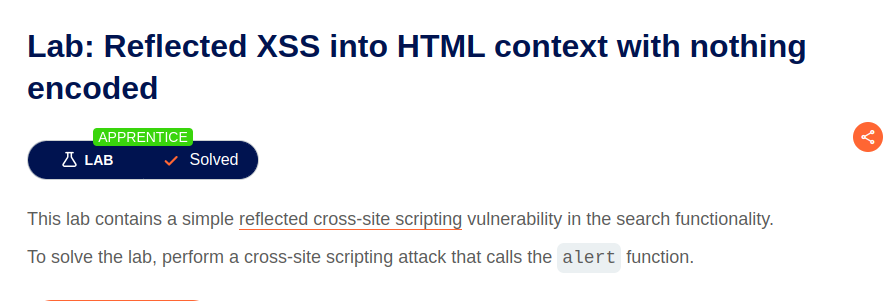 Lab: Reflected XSS into HTML context with nothing
encoded
APPRENTICE
LAB Solved
This lab contains a simple reflected cross-site scripting vulnerability in the search functionality.
To solve the lab, perform a cross-site scripting attack that calls the alert function.